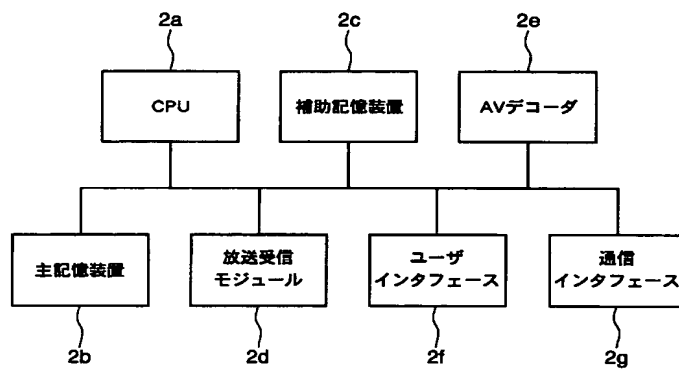 2a
2c
2e
CPU
補助記憶装置
AVデコーダ
主記憶装置
放送受信
モジュール
ユーザ
インタフェース
通信
インタフェース
2b
2d
2f
2g